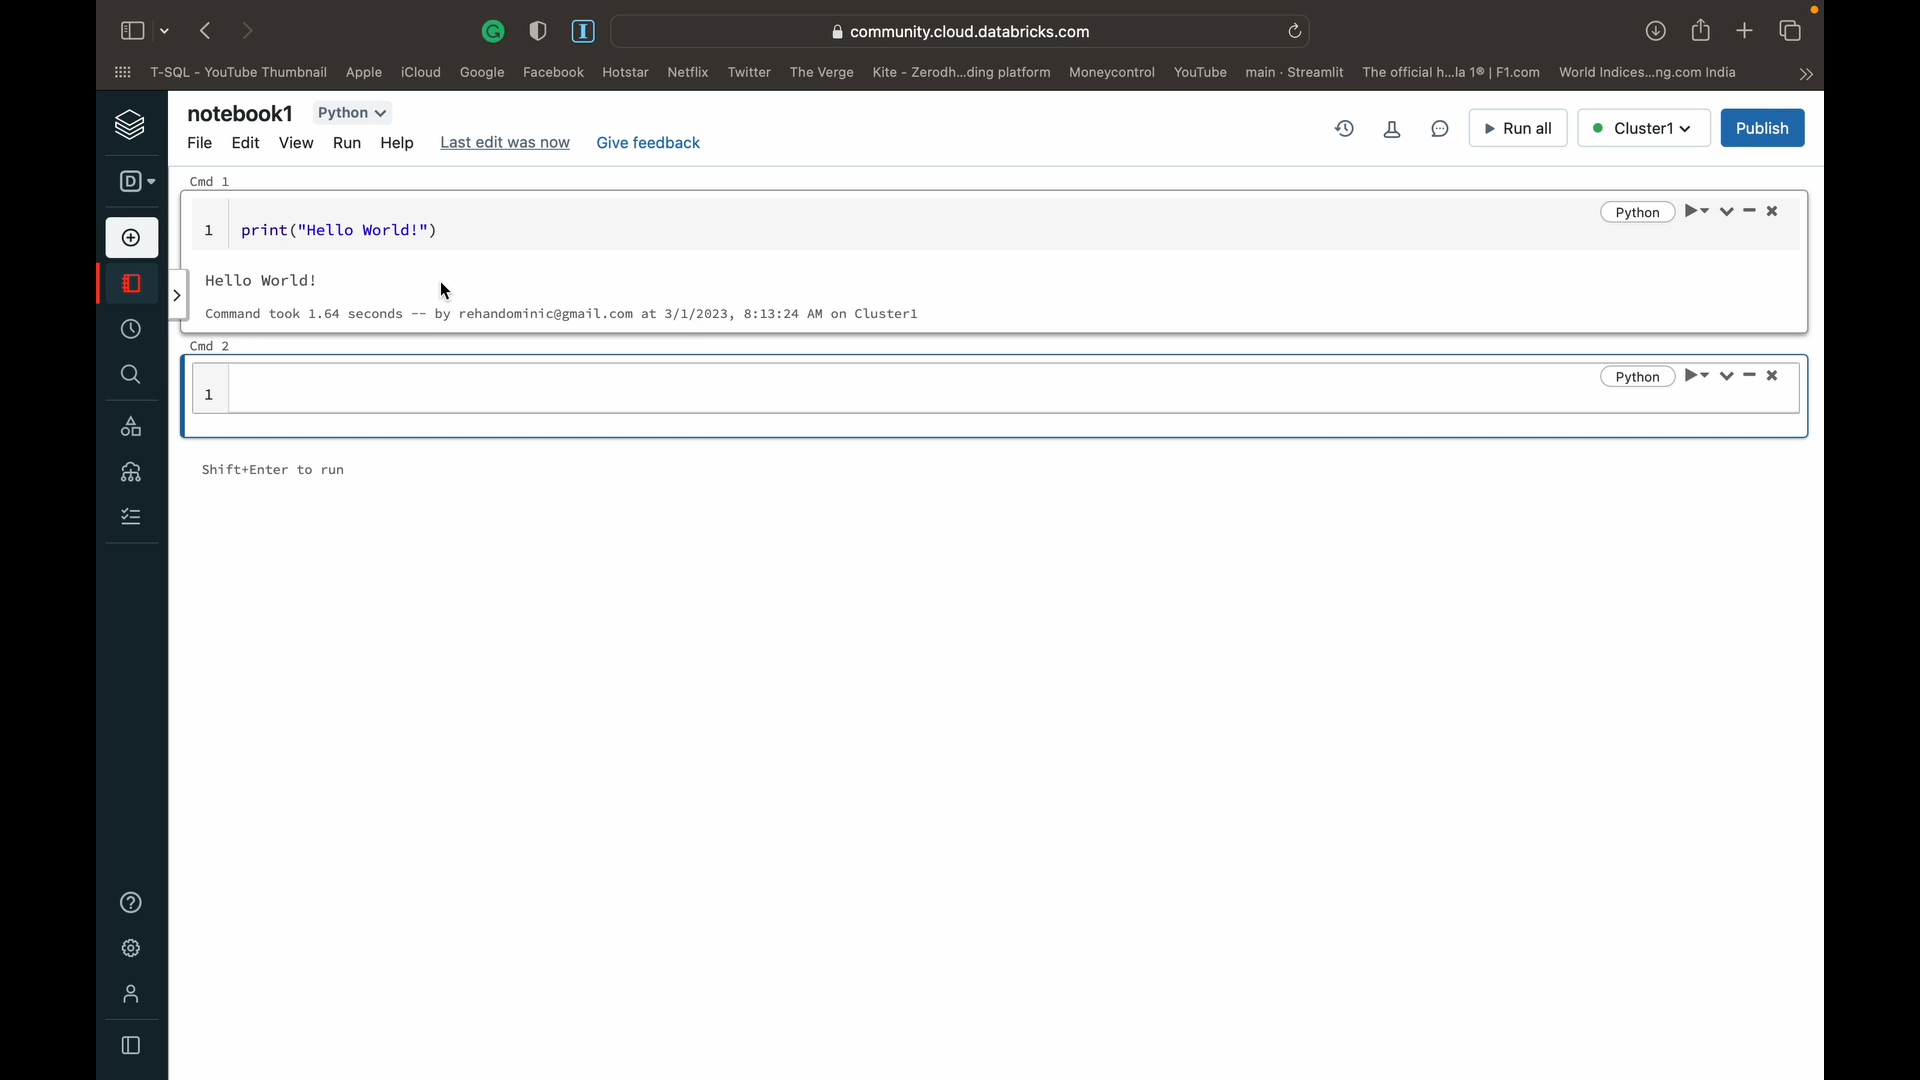 community.cloud.databricks.com
T-SQL - YouTube Thumbnail Apple iCloud Google Facebook Hotstar Netflix Twitter The Verge Kite - Zerodh...ding platform Moneycontrol YouTube main · Streamlit The official h...la 1® | F1.com World Indices...ng.com India
notebook1 Python
File Edit View Run Help Last edit was now Give feedback
Run all Cluster1 Publish
D
Cmd 1
Python
1 print("Hello World!")
Hello World!
Command took 1.64 seconds -- by rehandominic@gmail.com at 3/1/2023, 8:13:24 AM on Cluster1
Cmd 2
Python
1
Shift+Enter to run